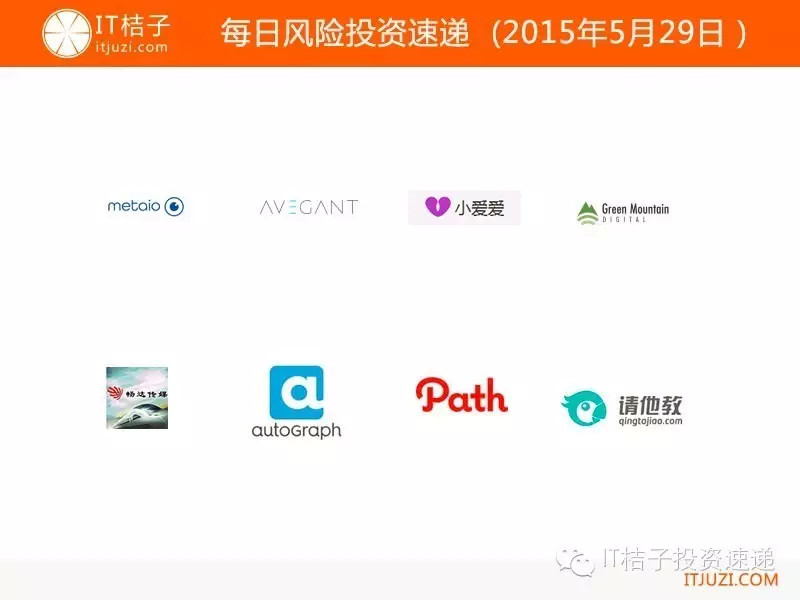 IT桔子
itjuzi.com
每日风险投资速递 (2015年5月29日 )
metaio
AVEGANT
小爱爱
Green Mountain
DIGITAL
畅达传媒
a
autoGraph
Path
请他教
qingtajiao.com
IT桔子投资速递
ITJUZI.COM